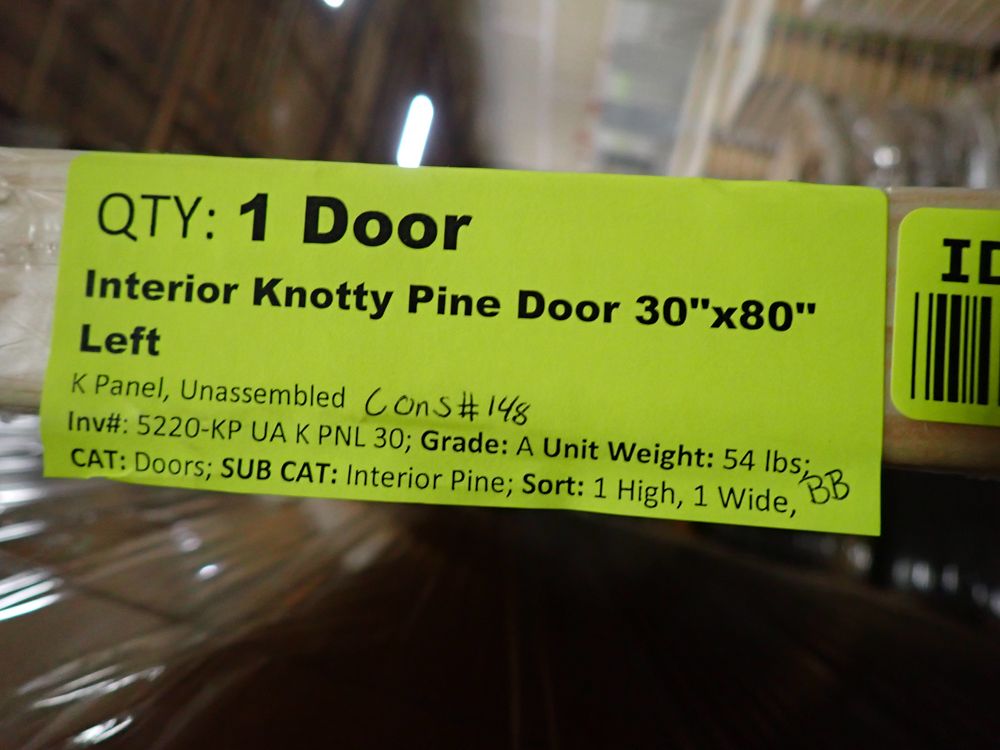 QTY: 1 Door
Interior Knotty Pine Door 30"x80"
Left
K Panel, Unassembled Cons#148
Inv#: 5220-KP UA K PNL 30; Grade: A Unit Weight: 54 lbs;
CAT: Doors; SUB CAT: Interior Pine; Sort: 1 High, 1 Wide, BB
ID